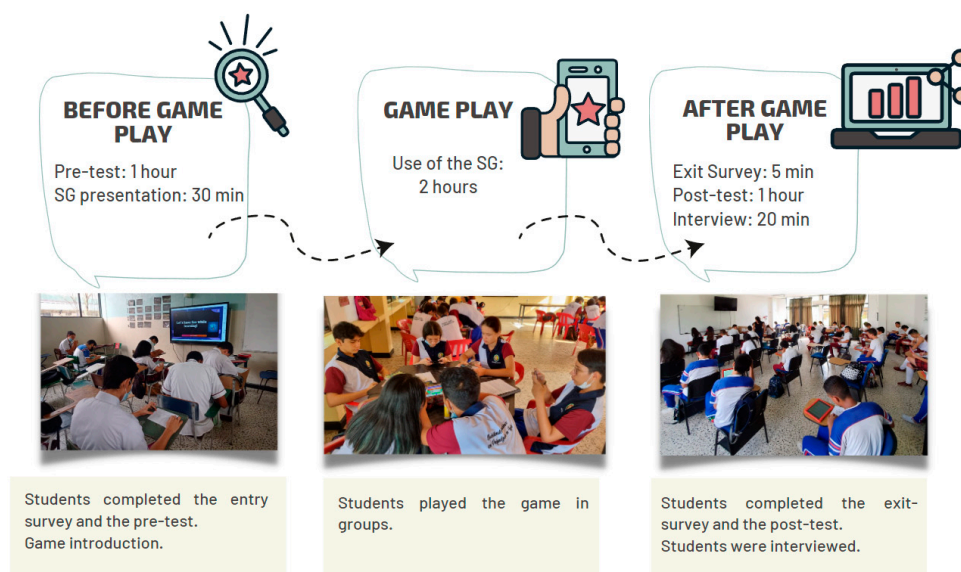 BEFORE GAME
PLAY
Pre-test: 1 hour
SG presentation: 30 min
GAME PLAY
Use of the SG:
2 hours
AFTER GAME
PLAY
Exit Survey: 5 min
Post-test: 1 hour
Interview: 20 min
Students completed the entry
survey and the pre-test.
Game introduction.
Students played the game in
groups.
Students completed the exit-
survey and the post-test.
Students were interviewed.